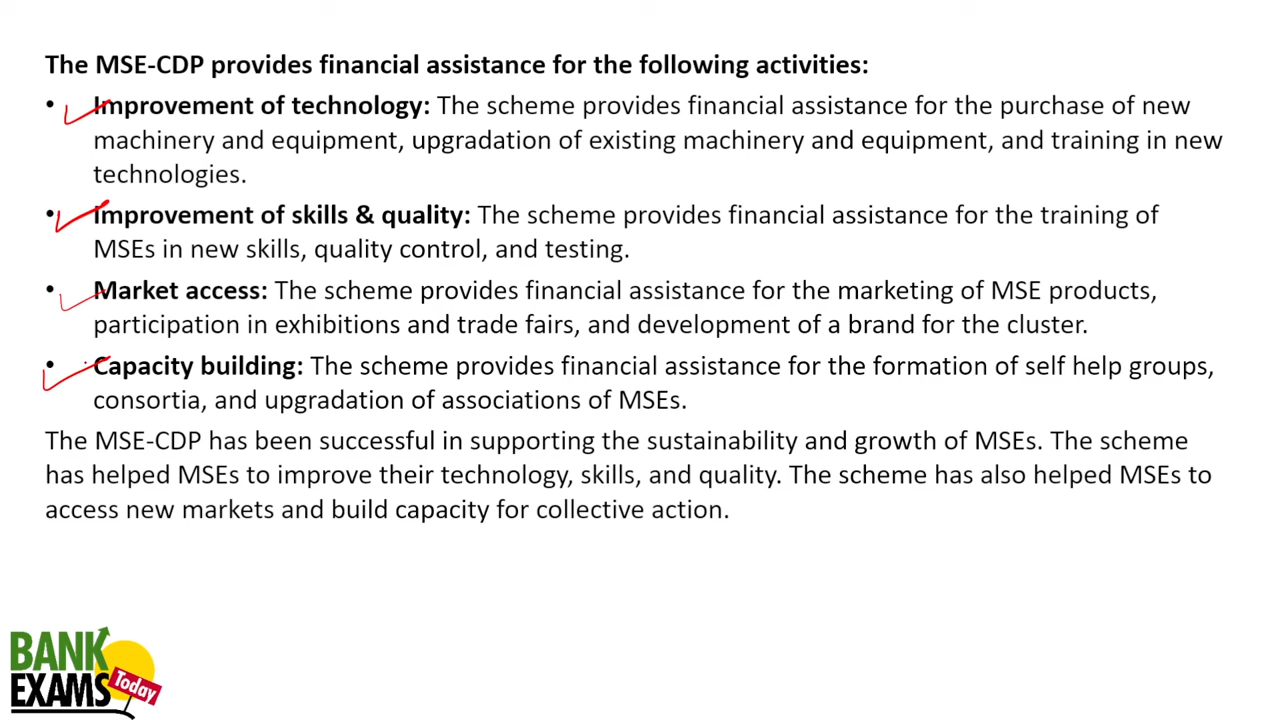 The MSE-CDP provides financial assistance for the following activities:
• Improvement of technology: The scheme provides financial assistance for the purchase of new
machinery and equipment, upgradation of existing machinery and equipment, and training in new
technologies.
• Improvement of skills & quality: The scheme provides financial assistance for the training of
MSEs in new skills, quality control, and testing.
• Market access: The scheme provides financial assistance for the marketing of MSE products,
participation in exhibitions and trade fairs, and development of a brand for the cluster.
• Capacity building: The scheme provides financial assistance for the formation of self help groups,
consortia, and upgradation of associations of MSEs.
The MSE-CDP has been successful in supporting the sustainability and growth of MSEs. The scheme
has helped MSEs to improve their technology, skills, and quality. The scheme has also helped MSEs to
access new markets and build capacity for collective action.
BANK
EXAMS
Today